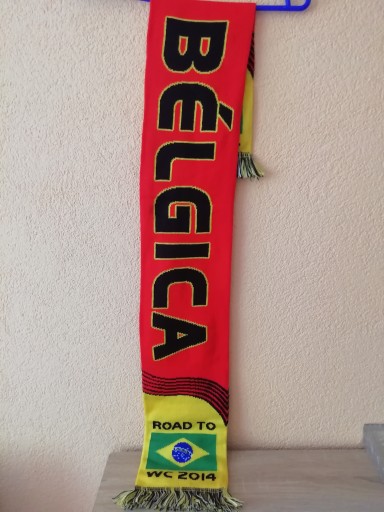 BÉLGICA
ROAD TO
WC 2014